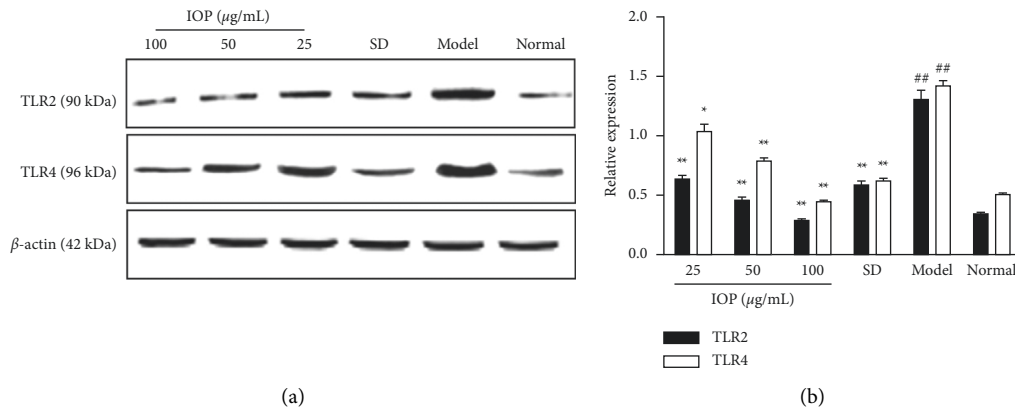 IOP (μg/mL)
100 50 25 SD Model Normal
TLR2 (90 kDa)
TLR4 (96 kDa)
β-actin (42 kDa)
(a)
2.0
1.5
1.0
0.5
0.0
Relative expression
** * ** ** ** ** ** ** ## ##
25 50 100 SD Model Normal
IOP (μg/mL)
TLR2
TLR4
(b)